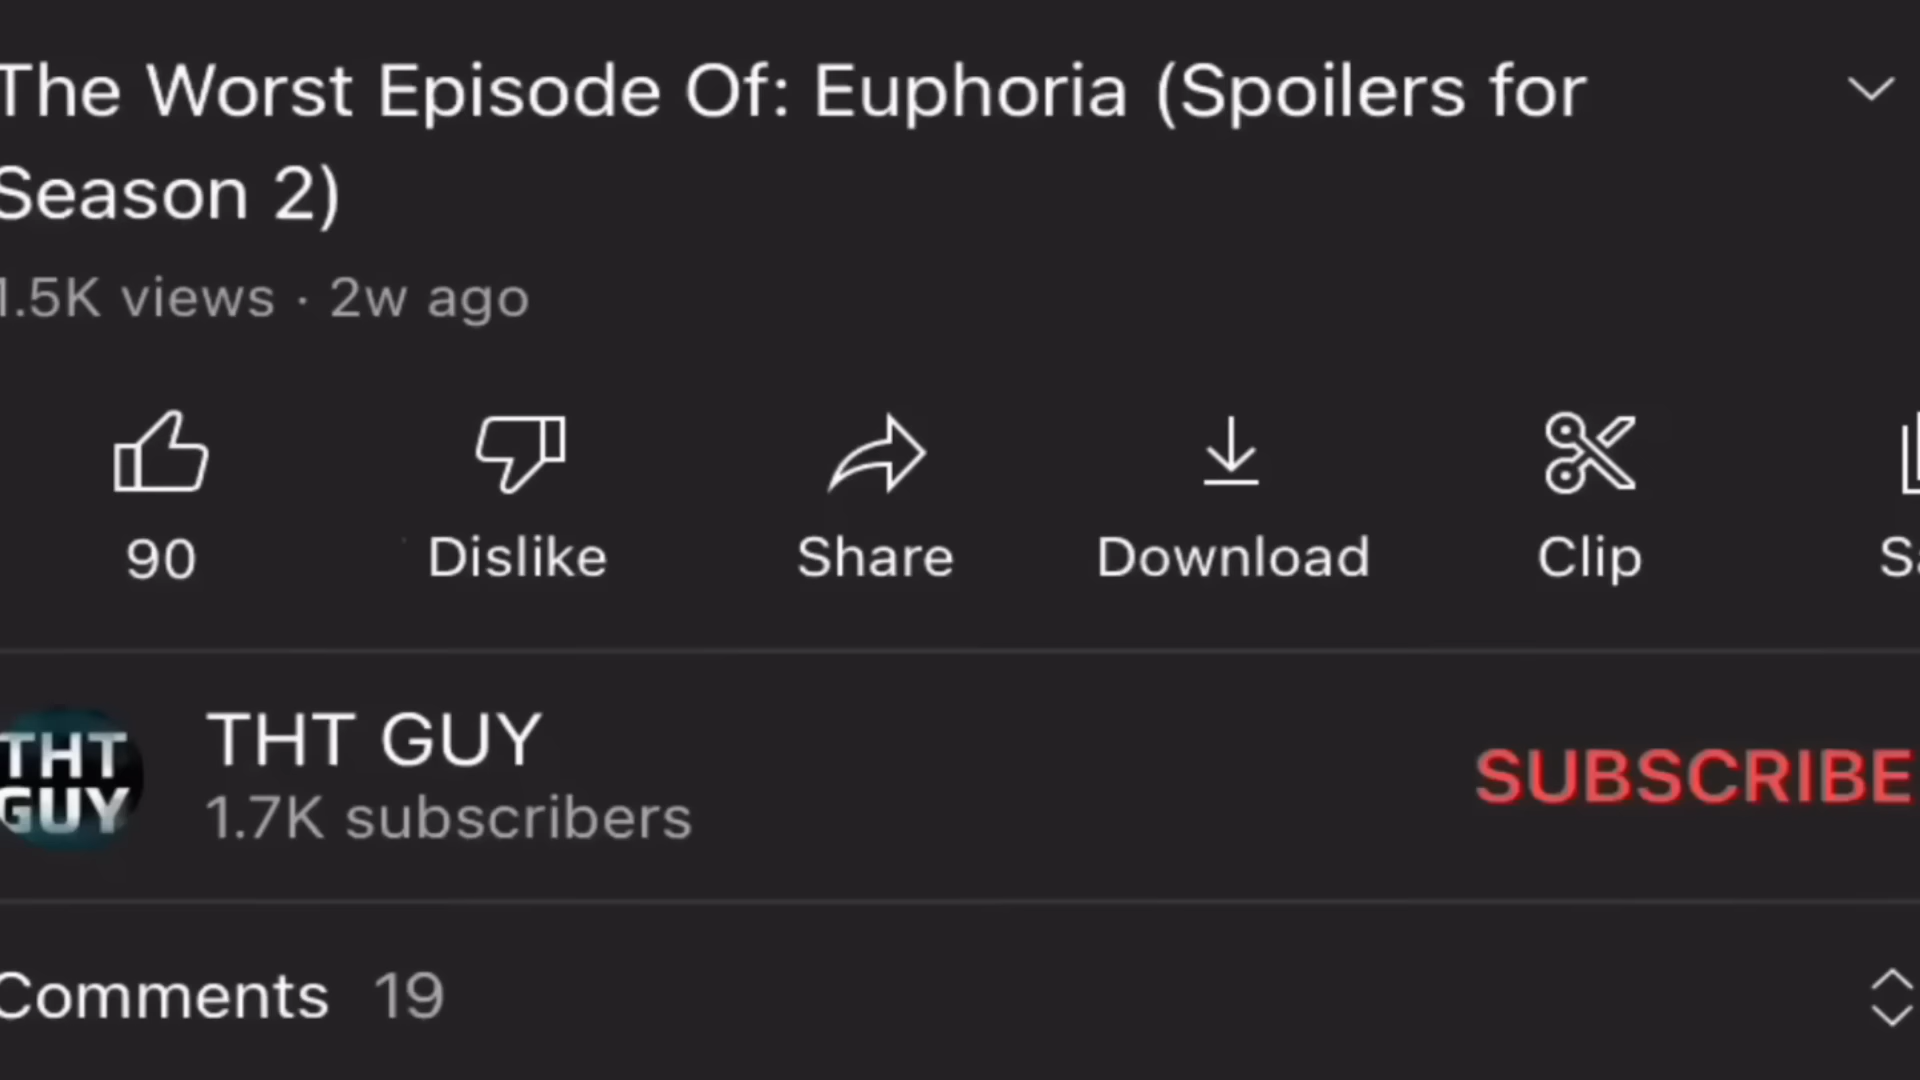 The Worst Episode Of: Euphoria (Spoilers for
Season 2)
1.5K views · 2w ago
90
Dislike
Share
Download
Clip
THT
GUY
THT GUY
1.7K subscribers
SUBSCRIBE
Comments 19